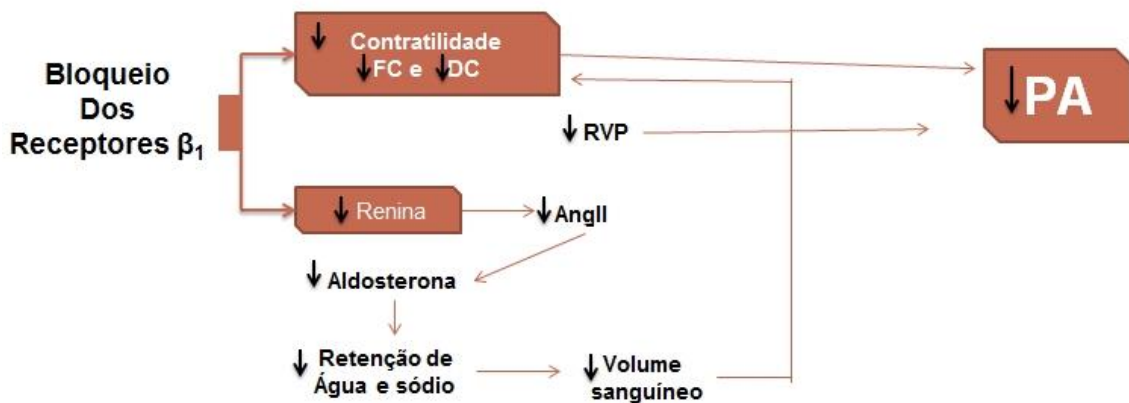 Bloqueio
Dos
Receptores β₁
Contratilidade
FC e DC
PA
RVP
Renina
AngII
Aldosterona
Retenção de
Água e sódio
Volume
sanguíneo